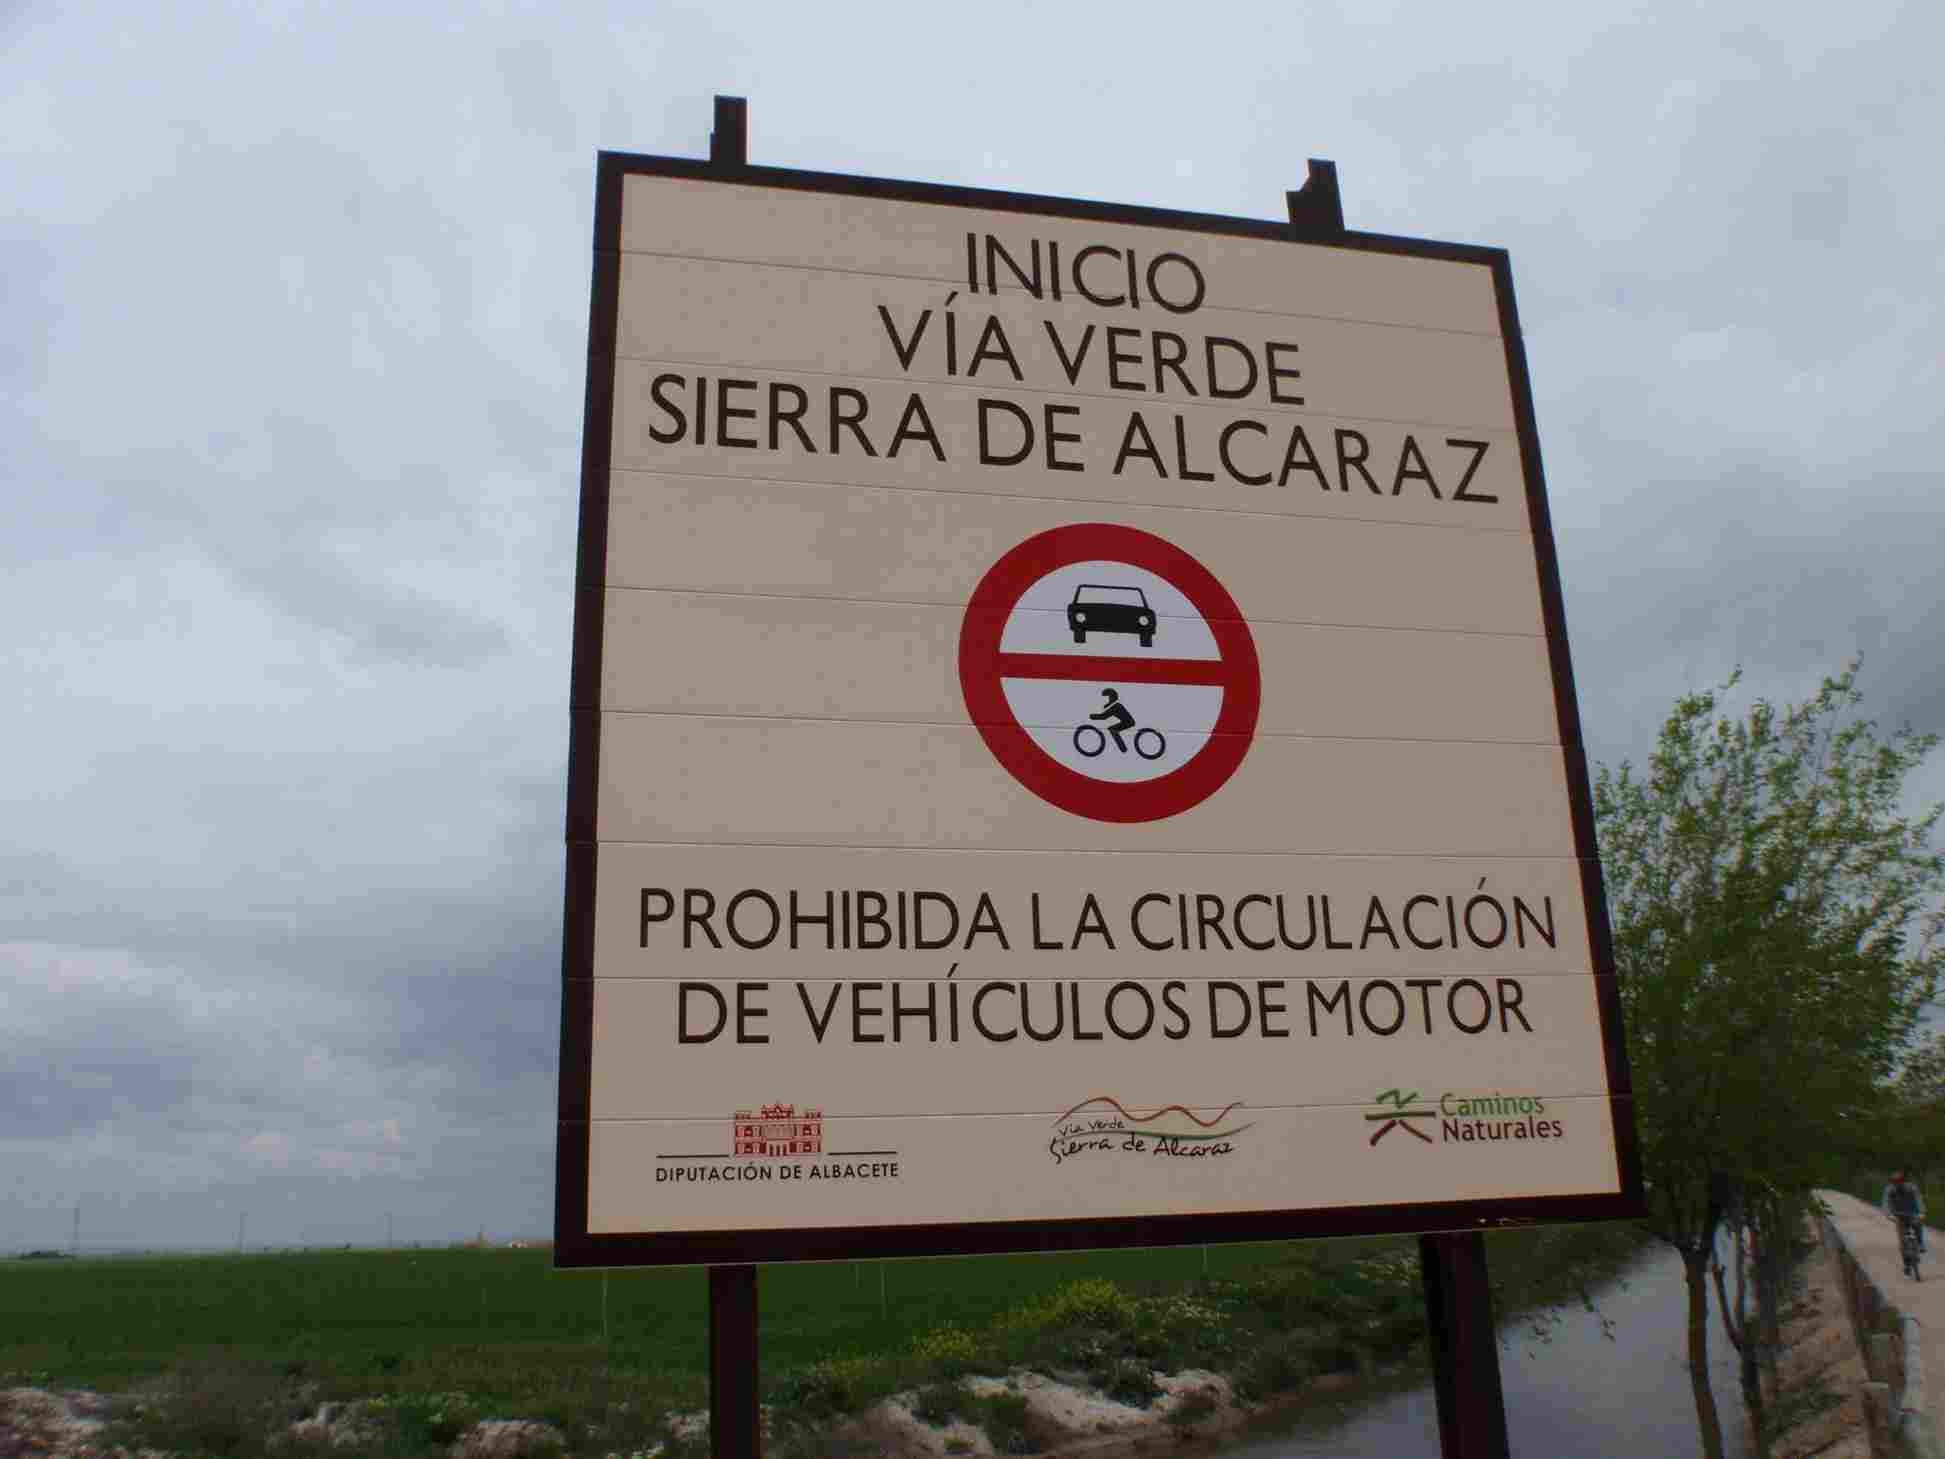 INICIO
VÍA VERDE
SIERRA DE ALCARAZ
PROHIBIDA LA CIRCULACIÓN
DE VEHÍCULOS DE MOTOR
DIPUTACIÓN DE ALBACETE
Vía Verde
Sierra de Alcaraz
Caminos
Naturales